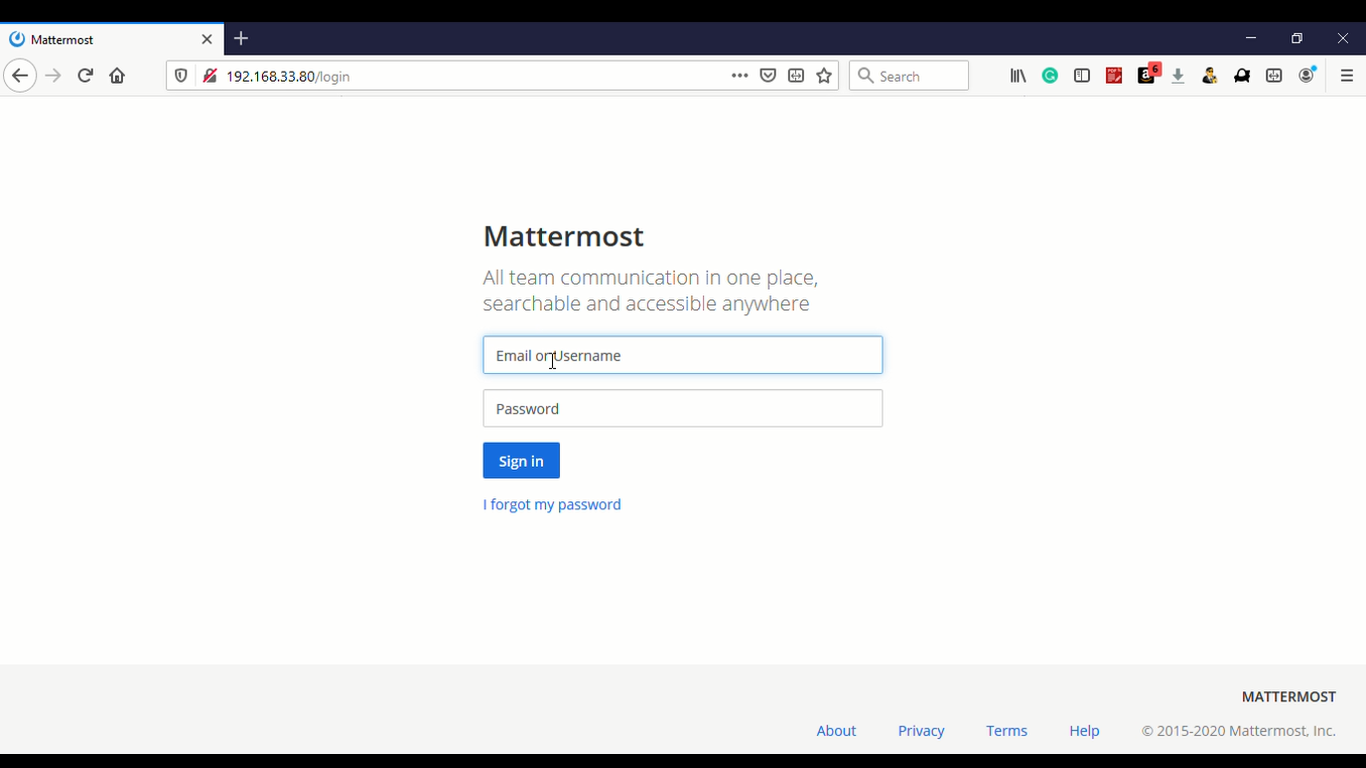 Mattermost
192.168.33.80/login
Search
6
Mattermost
All team communication in one place,
searchable and accessible anywhere
Email or Username
Password
Sign in
I forgot my password
MATTERMOST
About Privacy Terms Help © 2015-2020 Mattermost, Inc.